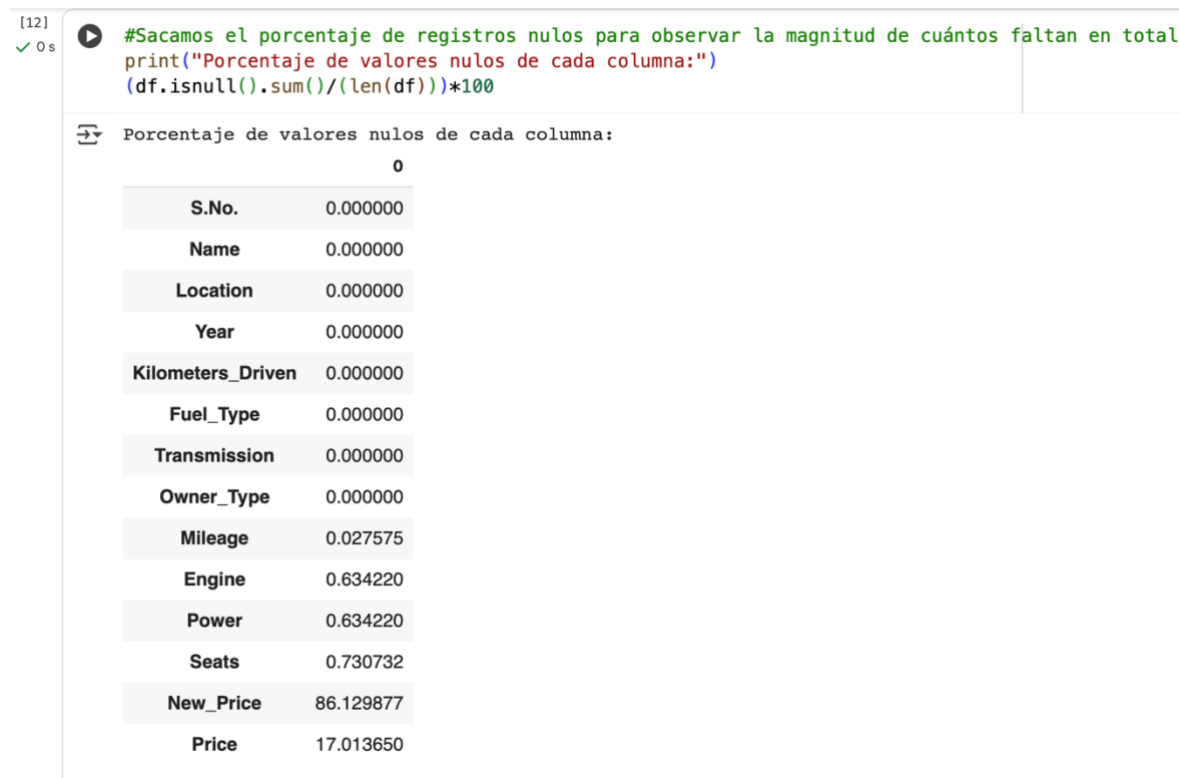 [12]
0 s
#Sacamos el porcentaje de registros nulos para observar la magnitud de cuántos faltan en total
print("Porcentaje de valores nulos de cada columna:")
(df.isnull().sum()/(len(df)))*100
Porcentaje de valores nulos de cada columna:
0
S.No. 0.000000
Name 0.000000
Location 0.000000
Year 0.000000
Kilometers_Driven 0.000000
Fuel_Type 0.000000
Transmission 0.000000
Owner_Type 0.000000
Mileage 0.027575
Engine 0.634220
Power 0.634220
Seats 0.730732
New_Price 86.129877
Price 17.013650